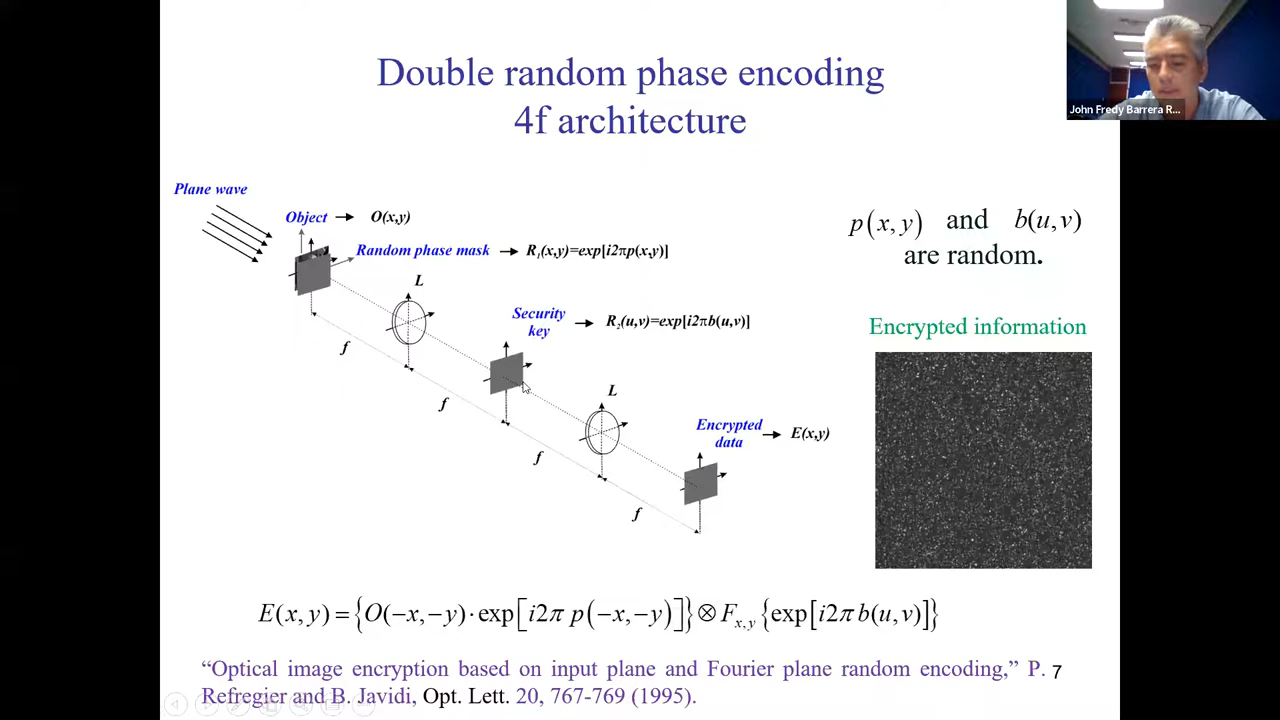 Double random phase encoding
4f architecture
John Fredy Barrera R...
Plane wave
Object → O(x,y)
Random phase mask → R₁(x,y)=exp[i2πp(x,y)]
L
Security
key → R₂(u,v)=exp[i2πb(u,v)]
f
f
L
Encrypted
data → E(x,y)
f
f
p(x,y) and b(u,v)
are random.
Encrypted information
E(x,y) = {O(−x,−y)·exp[i2π p(−x,−y)]} ⊗ F_{x,y} {exp[i2πb(u,v)]}
“Optical image encryption based on input plane and Fourier plane random encoding,” P.
Refregier and B. Javidi, Opt. Lett. 20, 767-769 (1995).
7